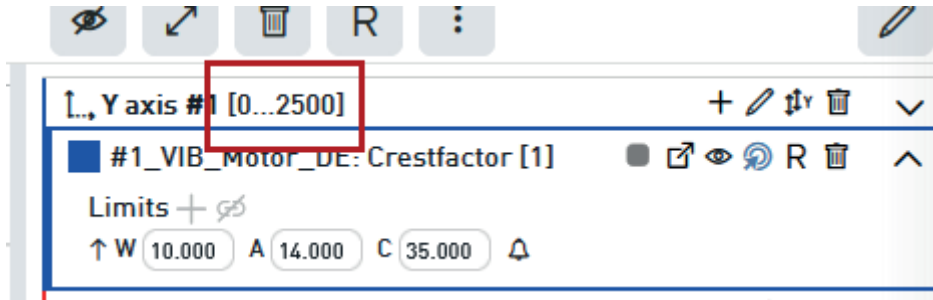 R
Y axis #1 [0...2500]
Y
#1_VIB_Motor_DE: Crestfactor [1] R
Limits
W 10.000 A 14.000 C 35.000